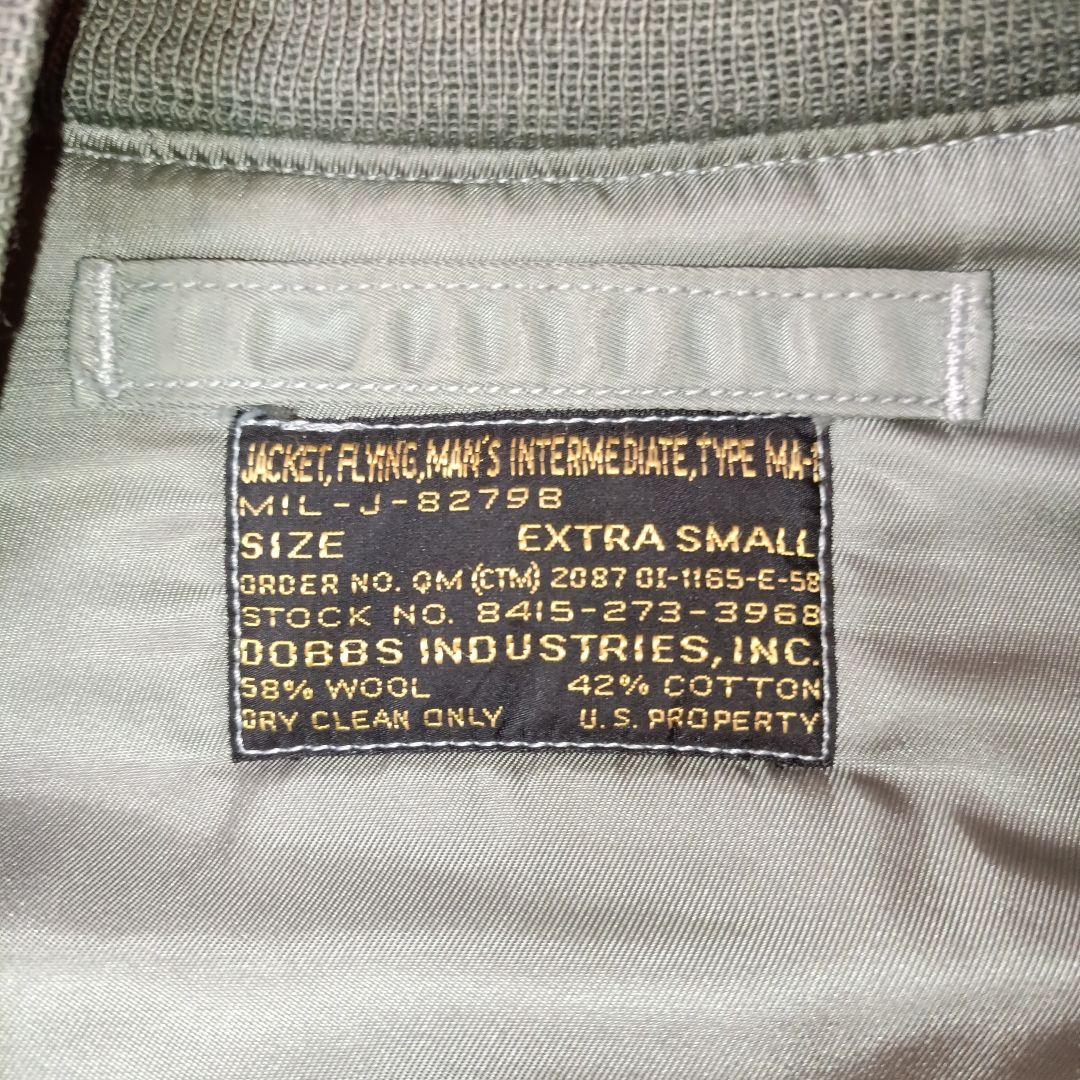 JACKET, FLYING, MAN'S INTERMEDIATE, TYPE MA-1
MIL-J-8279B
SIZE EXTRA SMALL
ORDER NO. QM (CTM) 2087 OI-1165-E-58
STOCK NO. 8415-273-3968
DOBBS INDUSTRIES, INC.
58% WOOL 42% COTTON
DRY CLEAN ONLY U.S. PROPERTY